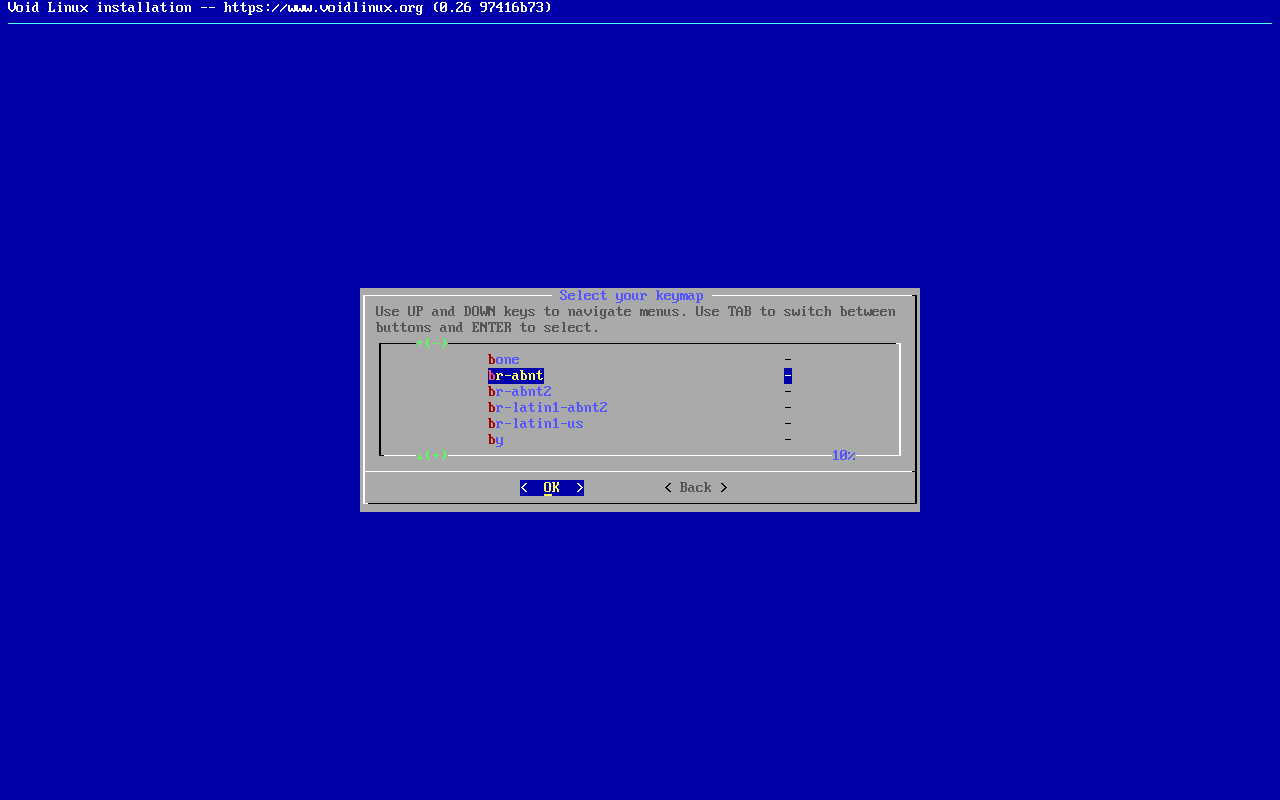 Void Linux installation -- https://www.voidlinux.org (0.26 97416b73)
Select your keymap
Use UP and DOWN keys to navigate menus. Use TAB to switch between
buttons and ENTER to select.
^(-)
bone -
br-abnt -
br-abnt2 -
br-latin1-abnt2 -
br-latin1-us -
by -
.(+) 10%
< OK > < Back >